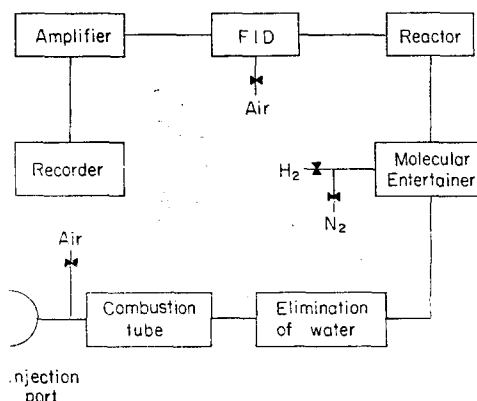 Amplifier
FID
Reactor
Air
Recorder
H2
Molecular
Entertainer
N2
Air
Combustion
tube
Elimination
of water
njection
port